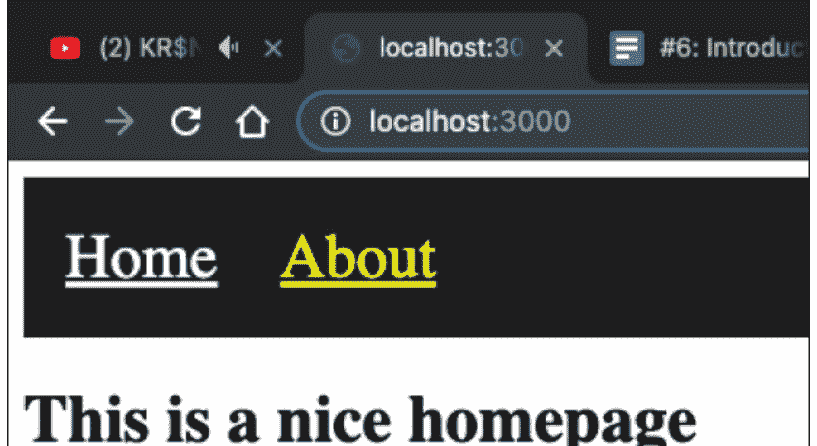 (2) KR$N localhost:30 #6: Introduc
localhost:3000
Home About
This is a nice homepage